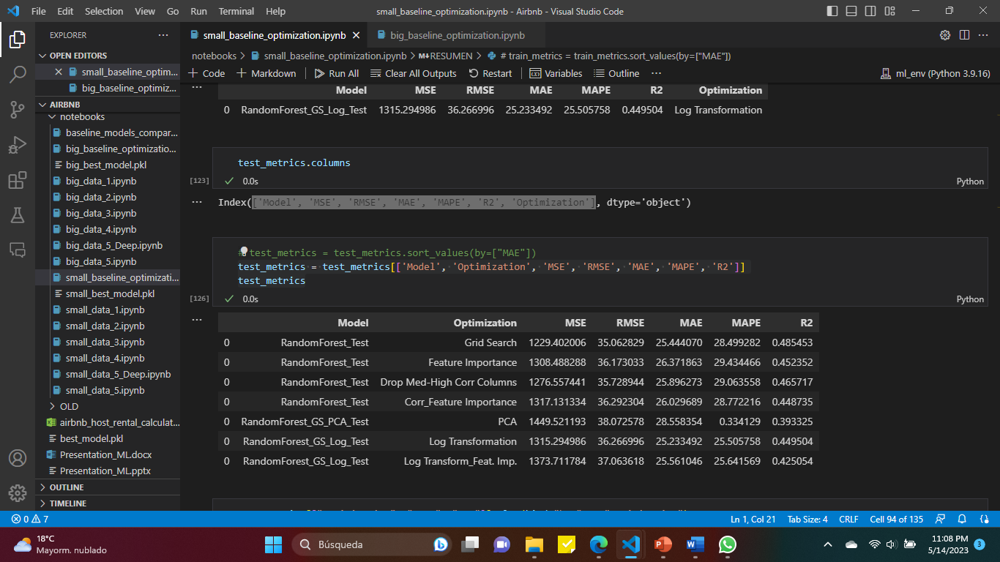 File Edit Selection View Go Run Terminal Help
small_baseline_optimization.ipynb - Airbnb - Visual Studio Code
EXPLORER
OPEN EDITORS
small_baseline_optim...
big_baseline_optimiz...
AIRBNB
notebooks
baseline_models_compar...
big_baseline_optimizatio...
big_best_model.pkl
big_data_1.ipynb
big_data_2.ipynb
big_data_3.ipynb
big_data_4.ipynb
big_data_5_Deep.ipynb
big_data_5.ipynb
small_baseline_optimizati...
small_best_model.pkl
small_data_1.ipynb
small_data_2.ipynb
small_data_3.ipynb
small_data_4.ipynb
small_data_5_Deep.ipynb
small_data_5.ipynb
OLD
airbnb_host_rental_calculat...
best_model.pkl
Presentation_ML.docx
Presentation_ML.pptx
OUTLINE
TIMELINE
small_baseline_optimization.ipynb big_baseline_optimization.ipynb
notebooks > small_baseline_optimization.ipynb > M↓RESUMEN > # train_metrics = train_metrics.sort_values(by=["MAE"])
+ Code + Markdown Run All Clear All Outputs Restart Variables Outline ... ml_env (Python 3.9.16)
Model MSE RMSE MAE MAPE R2 Optimization
0 RandomForest_GS_Log_Test 1315.294986 36.266996 25.233492 25.505758 0.449504 Log Transformation
test_metrics.columns
[123] 0.0s Python
Index(['Model', 'MSE', 'RMSE', 'MAE', 'MAPE', 'R2', 'Optimization'], dtype='object')
# test_metrics = test_metrics.sort_values(by=["MAE"])
test_metrics = test_metrics[['Model', 'Optimization', 'MSE', 'RMSE', 'MAE', 'MAPE', 'R2']]
test_metrics
[126] 0.0s Python
Model Optimization MSE RMSE MAE MAPE R2
0 RandomForest_Test Grid Search 1229.402006 35.062829 25.444070 28.499282 0.485453
0 RandomForest_Test Feature Importance 1308.488288 36.173033 26.371863 29.434466 0.452352
0 RandomForest_Test Drop Med-High Corr Columns 1276.557441 35.728944 25.896273 29.063558 0.465717
0 RandomForest_Test Corr_Feature Importance 1317.131334 36.292304 26.029689 28.772216 0.448735
0 RandomForest_GS_PCA_Test PCA 1449.521193 38.072578 28.558354 0.334129 0.393325
0 RandomForest_GS_Log_Test Log Transformation 1315.294986 36.266996 25.233492 25.505758 0.449504
0 RandomForest_GS_Log_Test Log Transform_Feat. Imp. 1373.711784 37.063618 25.561046 25.641569 0.425054
0 7 Ln 1, Col 21 Tab Size: 4 CRLF Cell 94 of 135
18°C
Mayorm. nublado
Búsqueda
11:08 PM
5/14/2023 3